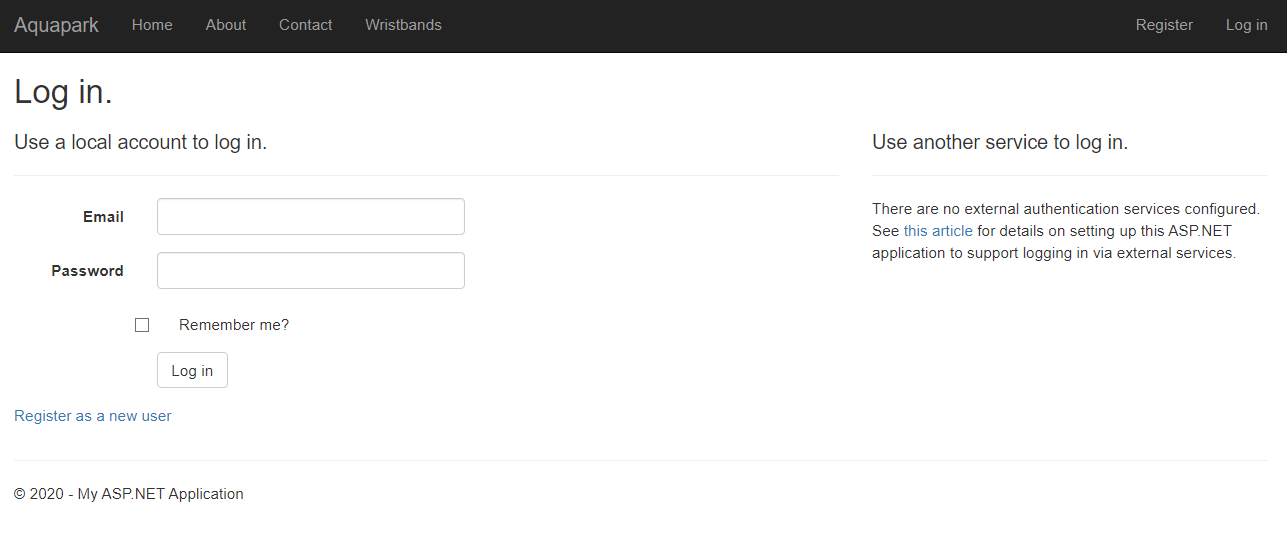 Aquapark Home About Contact Wristbands Register Log in
Log in.
Use a local account to log in.
Email
Password
Remember me?
Log in
Register as a new user
Use another service to log in.
There are no external authentication services configured.
See this article for details on setting up this ASP.NET
application to support logging in via external services.
© 2020 - My ASP.NET Application